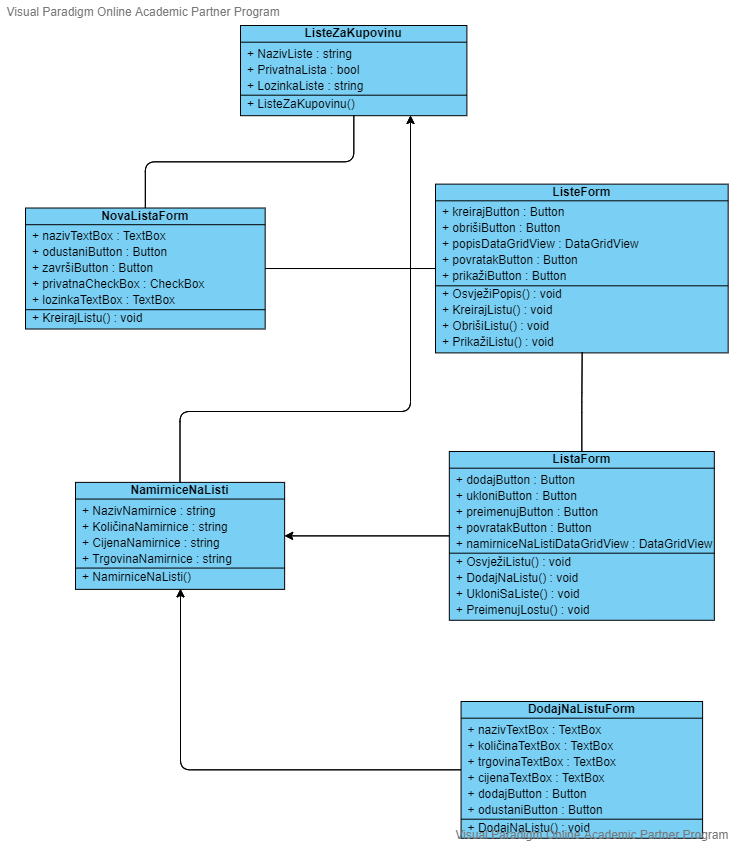 Visual Paradigm Online Academic Partner Program
ListeZaKupovinu
+ NazivListe : string
+ PrivatnaLista : bool
+ LozinkaListe : string
+ ListeZaKupovinu()
NovaListaForm
+ nazivTextBox : TextBox
+ odustaniButton : Button
+ završiButton : Button
+ privatnaCheckBox : CheckBox
+ lozinkaTextBox : TextBox
+ KreirajListu() : void
ListeForm
+ kreirajButton : Button
+ obrišiButton : Button
+ popisDataGridView : DataGridView
+ povratakButton : Button
+ prikažiButton : Button
+ OsvježiPopis() : void
+ KreirajListu() : void
+ ObrišiListu() : void
+ PrikažiListu() : void
NamirniceNaListi
+ NazivNamirnice : string
+ KoličinaNamirnice : string
+ CijenaNamirnice : string
+ TrgovinaNamirnice : string
+ NamirniceNaListi()
ListaForm
+ dodajButton : Button
+ ukloniButton : Button
+ preimenujButton : Button
+ povratakButton : Button
+ namirniceNaListiDataGridView : DataGridView
+ OsvježiListu() : void
+ DodajNaListu() : void
+ UkloniSaListe() : void
+ PreimenujLostu() : void
DodajNaListuForm
+ nazivTextBox : TextBox
+ količinaTextBox : TextBox
+ trgovinaTextBox : TextBox
+ cijenaTextBox : TextBox
+ dodajButton : Button
+ odustaniButton : Button
+ DodajNaListu() : void
Visual Paradigm Online Academic Partner Program